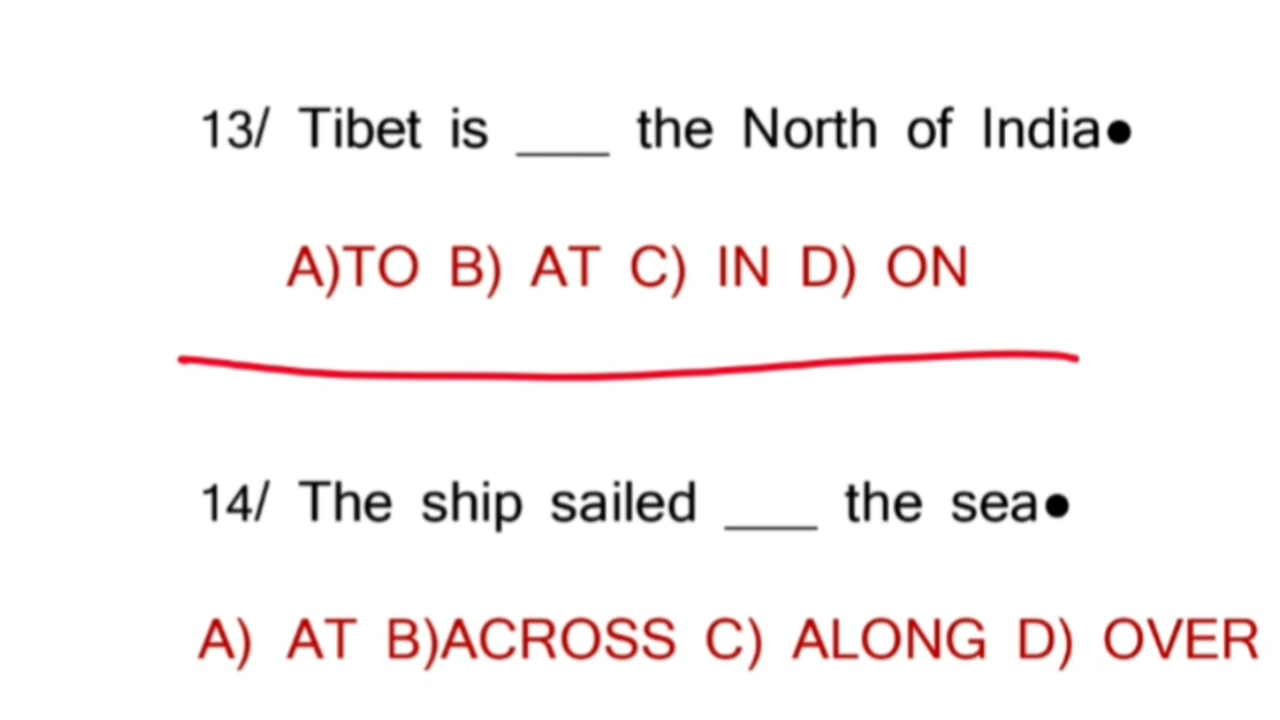 13/ Tibet is ___ the North of India●
A)TO B) AT C) IN D) ON
14/ The ship sailed ___ the sea●
A) AT B)ACROSS C) ALONG D) OVER